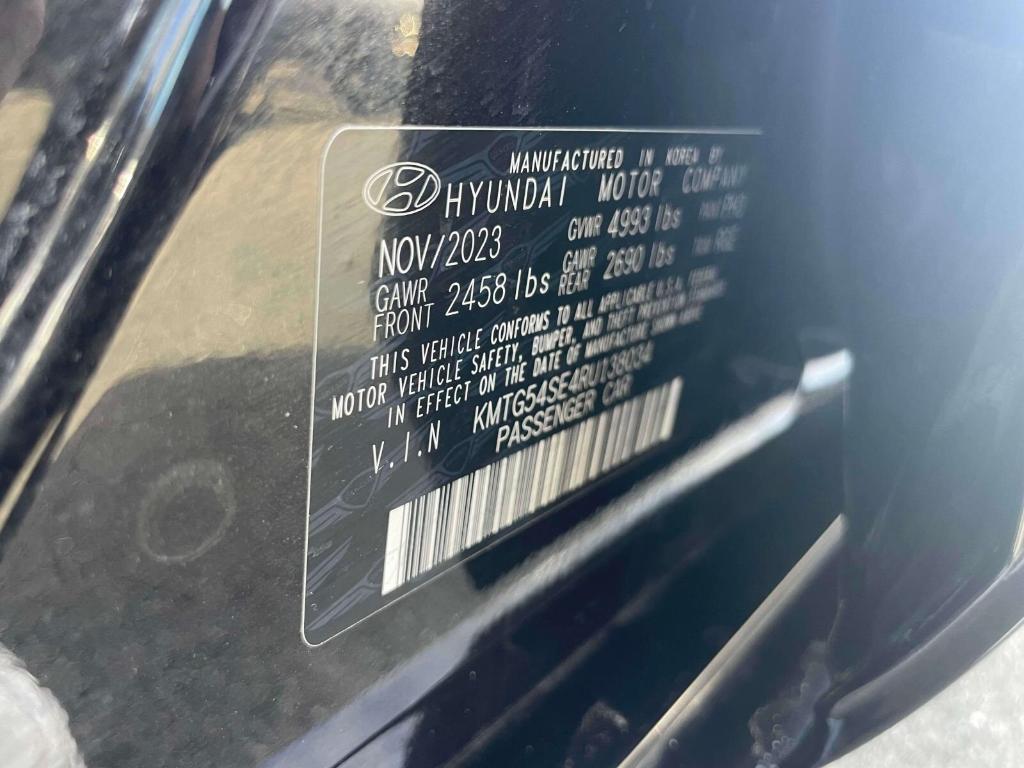 MANUFACTURED IN KOREA BY
HYUNDAI MOTOR COMPANY
NOV/2023 GVWR 4993 lbs
GAWR FRONT 2458 lbs GAWR REAR 2690 lbs
THIS VEHICLE CONFORMS TO ALL APPLICABLE U.S.A. FEDERAL
MOTOR VEHICLE SAFETY, BUMPER, AND THEFT PREVENTION STANDARDS
IN EFFECT ON THE DATE OF MANUFACTURE SHOWN ABOVE
V.I.N KMTG54SE4RU138034
PASSENGER CAR